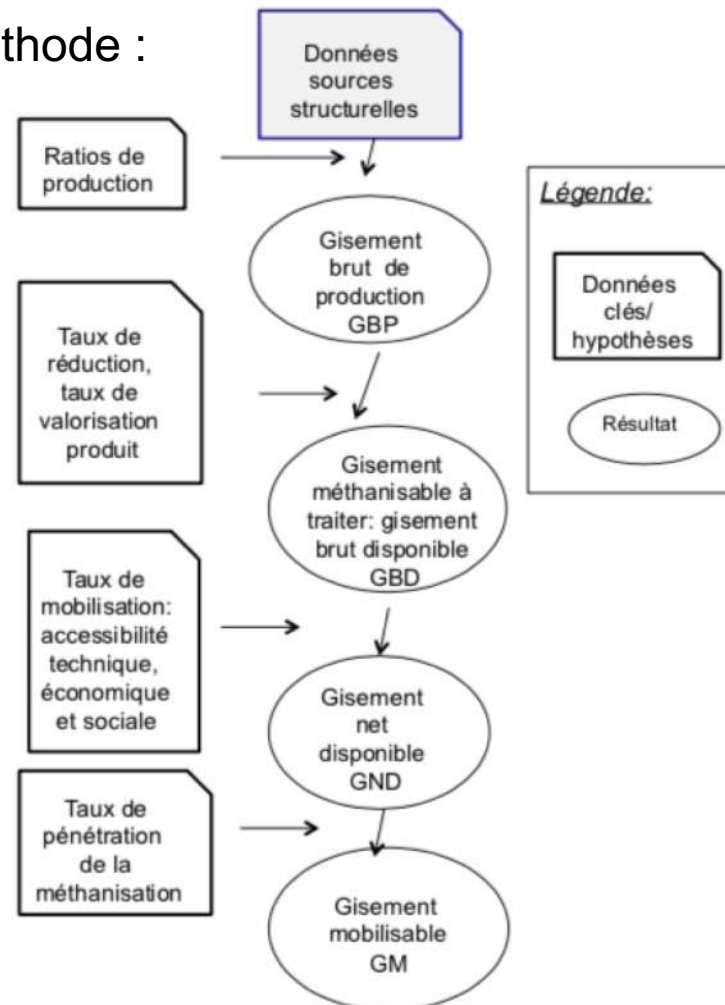 thode :
Données
sources
structurelles
Ratios de
production
Gisement
brut de
production
GBP
Taux de
réduction,
taux de
valorisation
produit
Gisement
méthanisable à
traiter: gisement
brut disponible
GBD
Taux de
mobilisation:
accessibilité
technique,
économique
et sociale
Gisement
net
disponible
GND
Taux de
pénétration
de la
méthanisation
Gisement
mobilisable
GM
Légende:
Données
clés/
hypothèses
Résultat